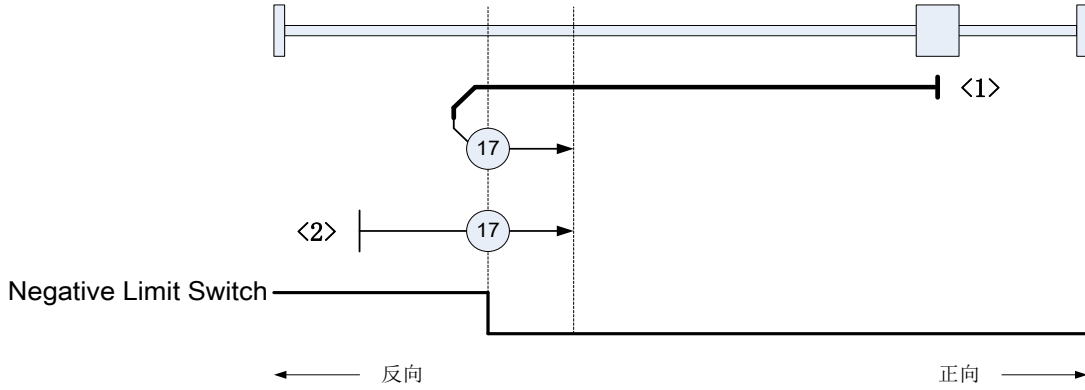 <1>
17
<2>
17
Negative Limit Switch
反向
正向